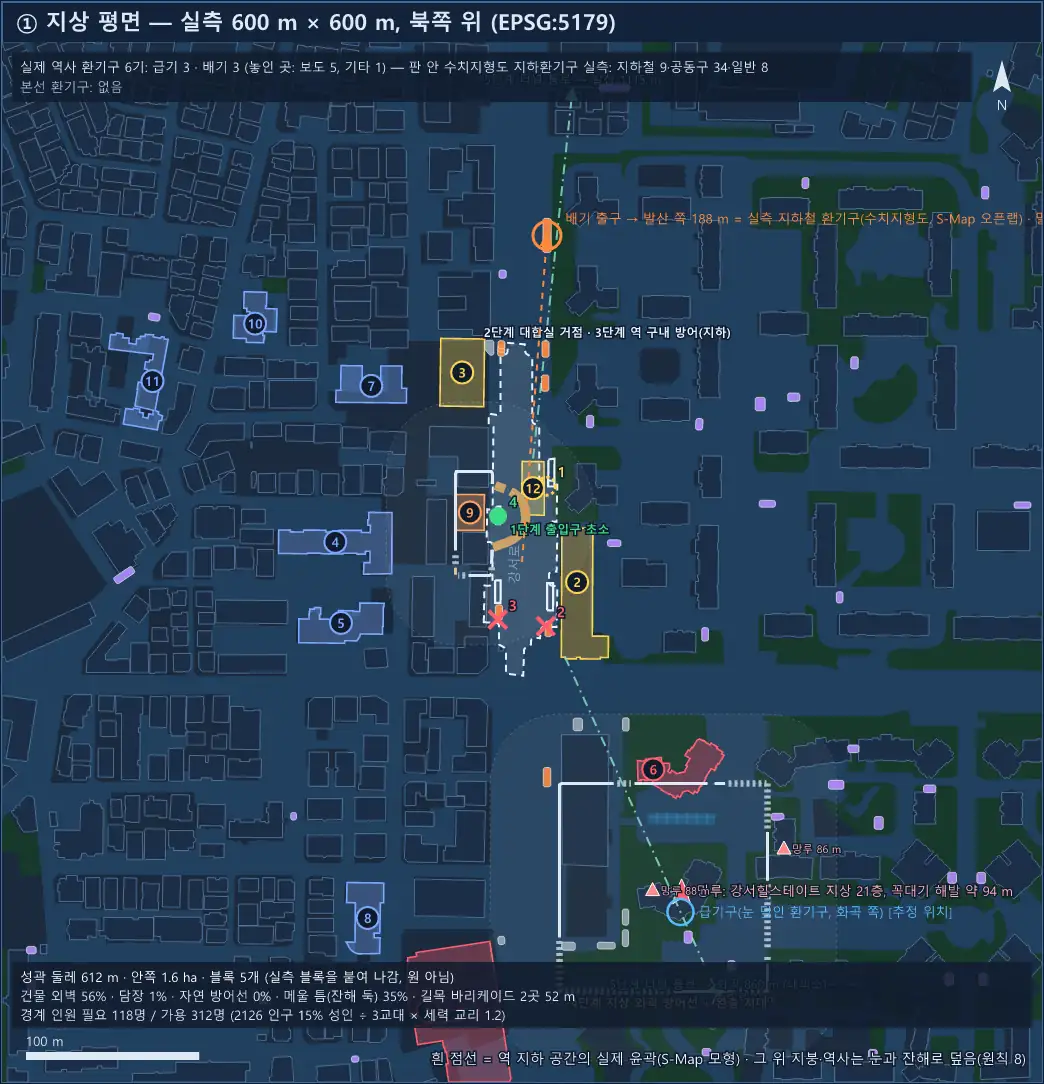 ① 지상 평면 — 실측 600 m × 600 m, 북쪽 위 (EPSG:5179)
실제 역사 환기구 6기: 급기 3 · 배기 3 (놓인 곳: 보도 5, 기타 1) — 판 안 수치지형도 지하환기구 실측: 지하철 9·공동구 34·일반 8
본선 환기구: 없음
N
배기 출구 → 발산 쪽 188 m = 실측 지하철 환기구(수치지형도, S-Map 오픈랩) ·
10
2단계 대합실 거점 · 3단계 역 구내 방어(지하)
11
7
3
1
12
4
9
1단계 출입구 초소
4
강서로
2
5
3
2
6
망루 86 m
망루: 강서힐스테이트 지상 21층, 꼭대기 해발 약 94 m
급기구(눈 환기구, 화곡 쪽) [추정 위치]
8
성곽 둘레 612 m · 안쪽 1.6 ha · 블록 5개 (실측 블록을 붙여 나감, 원 아님)
건물 외벽 56% · 담장 1% · 자연 방어선 0% · 메울 틈(잔해 둑) 35% · 길목 바리케이드 2곳 52 m
경계 인원 필요 118명 / 가용 312명 (2126 인구 15% 성인 ÷ 3교대 × 세력 교리 1.2)
100 m
흰 점선 = 역 지하 공간의 실제 윤곽(S-Map 모형) · 그 위 지붕·역사는 눈과 잔해로 덮음(원칙 8)